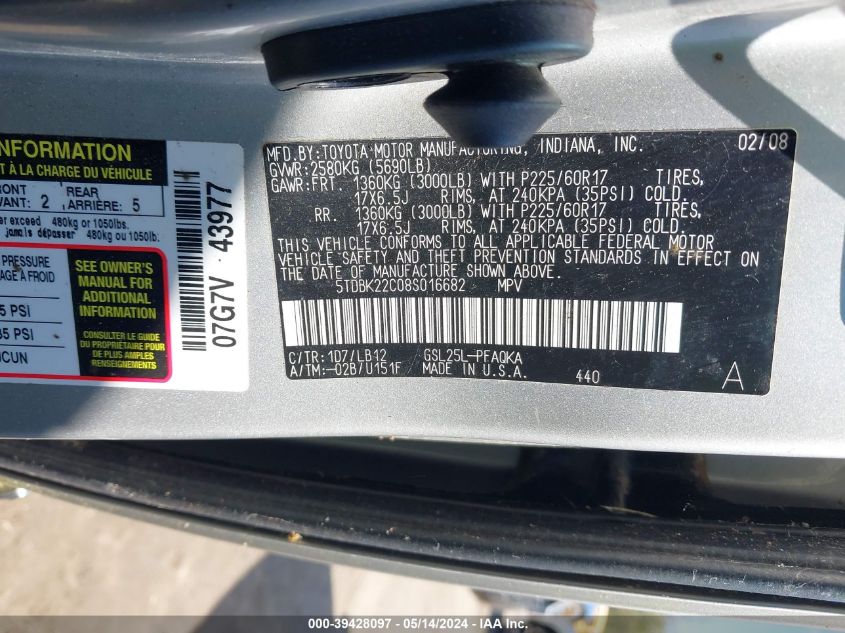 INFORMATION
T À LA CHARGE DU VÉHICULE
FRONT
AVANT: 2 REAR
ARRIÈRE: 5
er exceed 480kg or 1050lbs.
jamais dépasser 480kg ou 1050lb.
PRESSURE
AGE À FROID
5 PSI
35 PSI
UCUN
SEE OWNER'S
MANUAL FOR
ADDITIONAL
INFORMATION
CONSULTER LE GUIDE
DU PROPRIÉTAIRE
DE PLUS AMPLES
RENSEIGNEMENTS
07G7V 43977
MFD.BY:TOYOTA MOTOR MANUFACTURING, INDIANA, INC. 02/08
GVWR:2580KG (5690LB)
GAWR:FRT. 1360KG (3000LB) WITH P225/60R17 TIRES,
17X6.5J RIMS, AT 240KPA (35PSI) COLD.
RR. 1360KG (3000LB) WITH P225/60R17 TIRES,
17X6.5J RIMS, AT 240KPA (35PSI) COLD.
THIS VEHICLE CONFORMS TO ALL APPLICABLE FEDERAL MOTOR
VEHICLE SAFETY AND THEFT PREVENTION STANDARDS IN EFFECT ON
THE DATE OF MANUFACTURE SHOWN ABOVE.
5TDBK22C08S016682 MPV
C/TR:1D7/LB12 GSL25L-PFAQKA
A/TM:-02B/U151F MADE IN U.S.A.
440
A
000-39428097 - 05/14/2024 - IAA Inc.